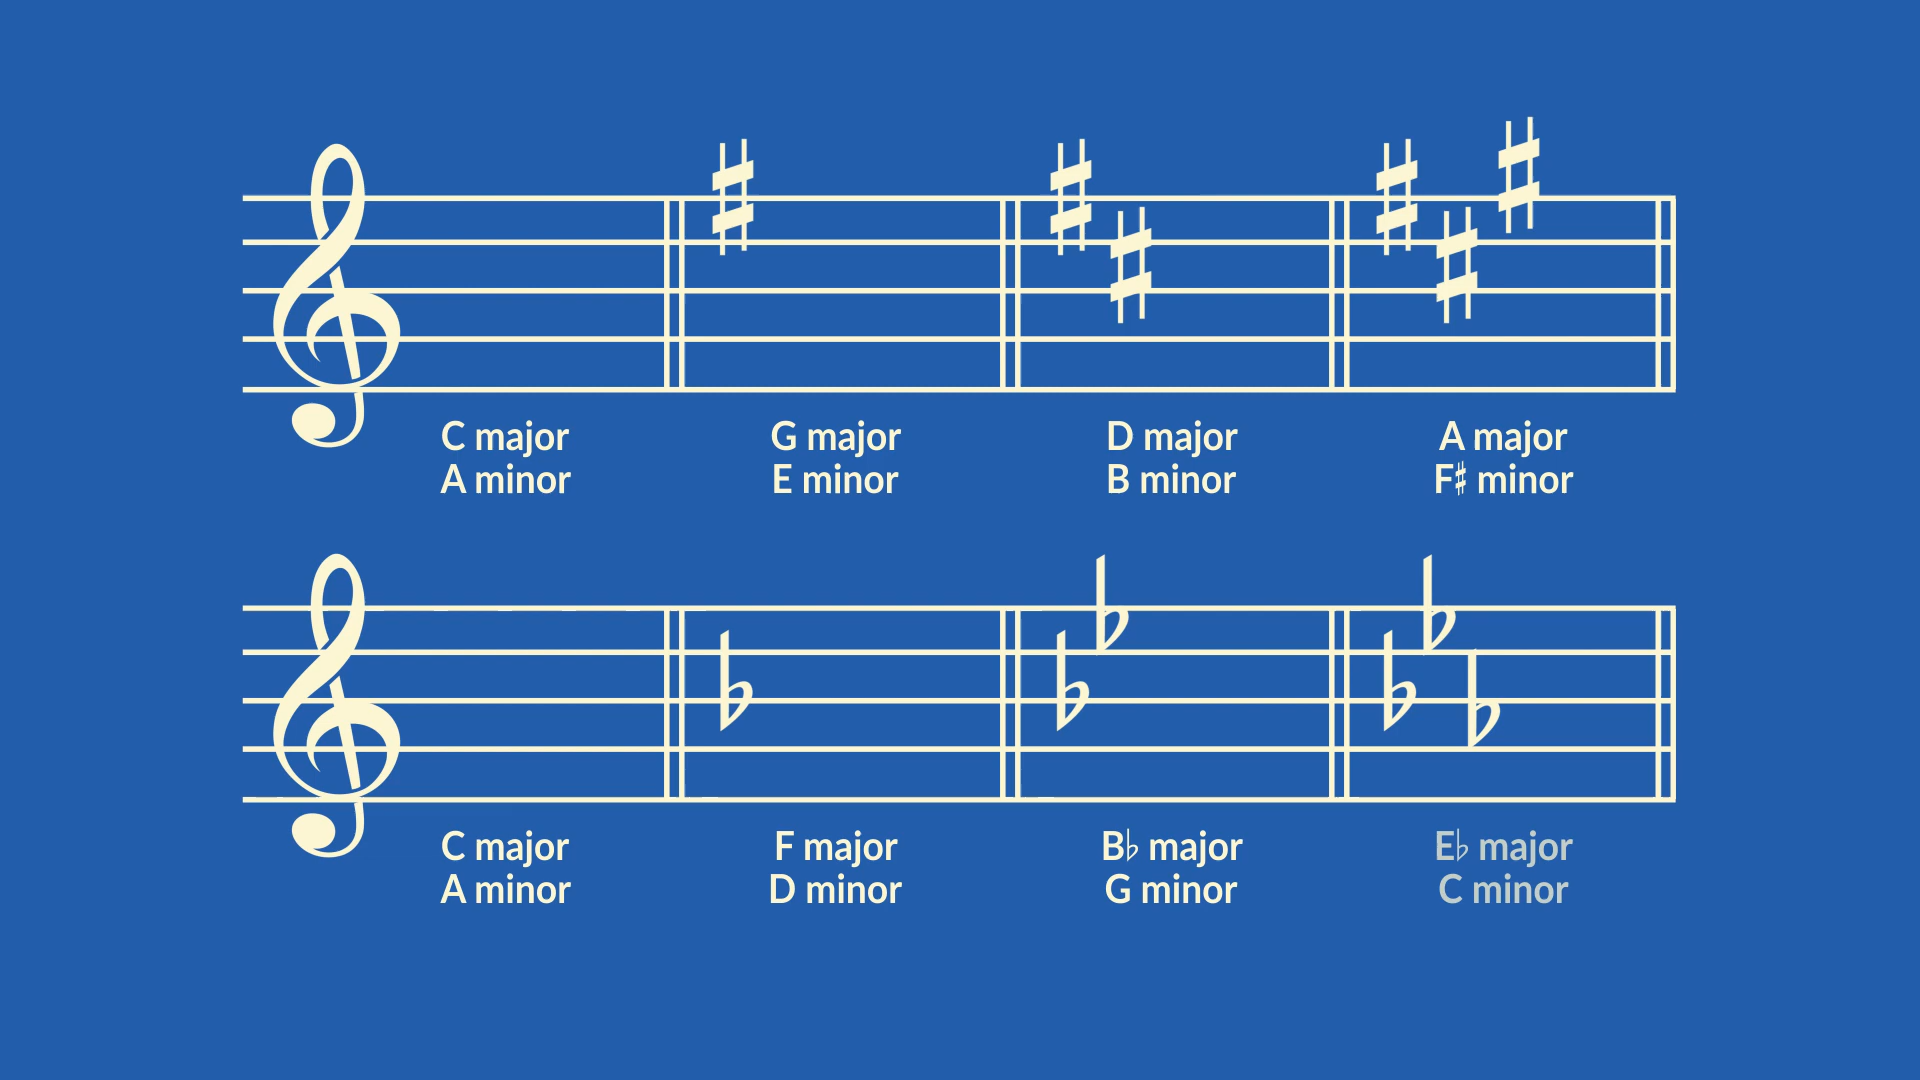 C major
A minor
G major
E minor
D major
B minor
A major
F♯ minor
C major
A minor
F major
D minor
B♭ major
G minor
E♭ major
C minor